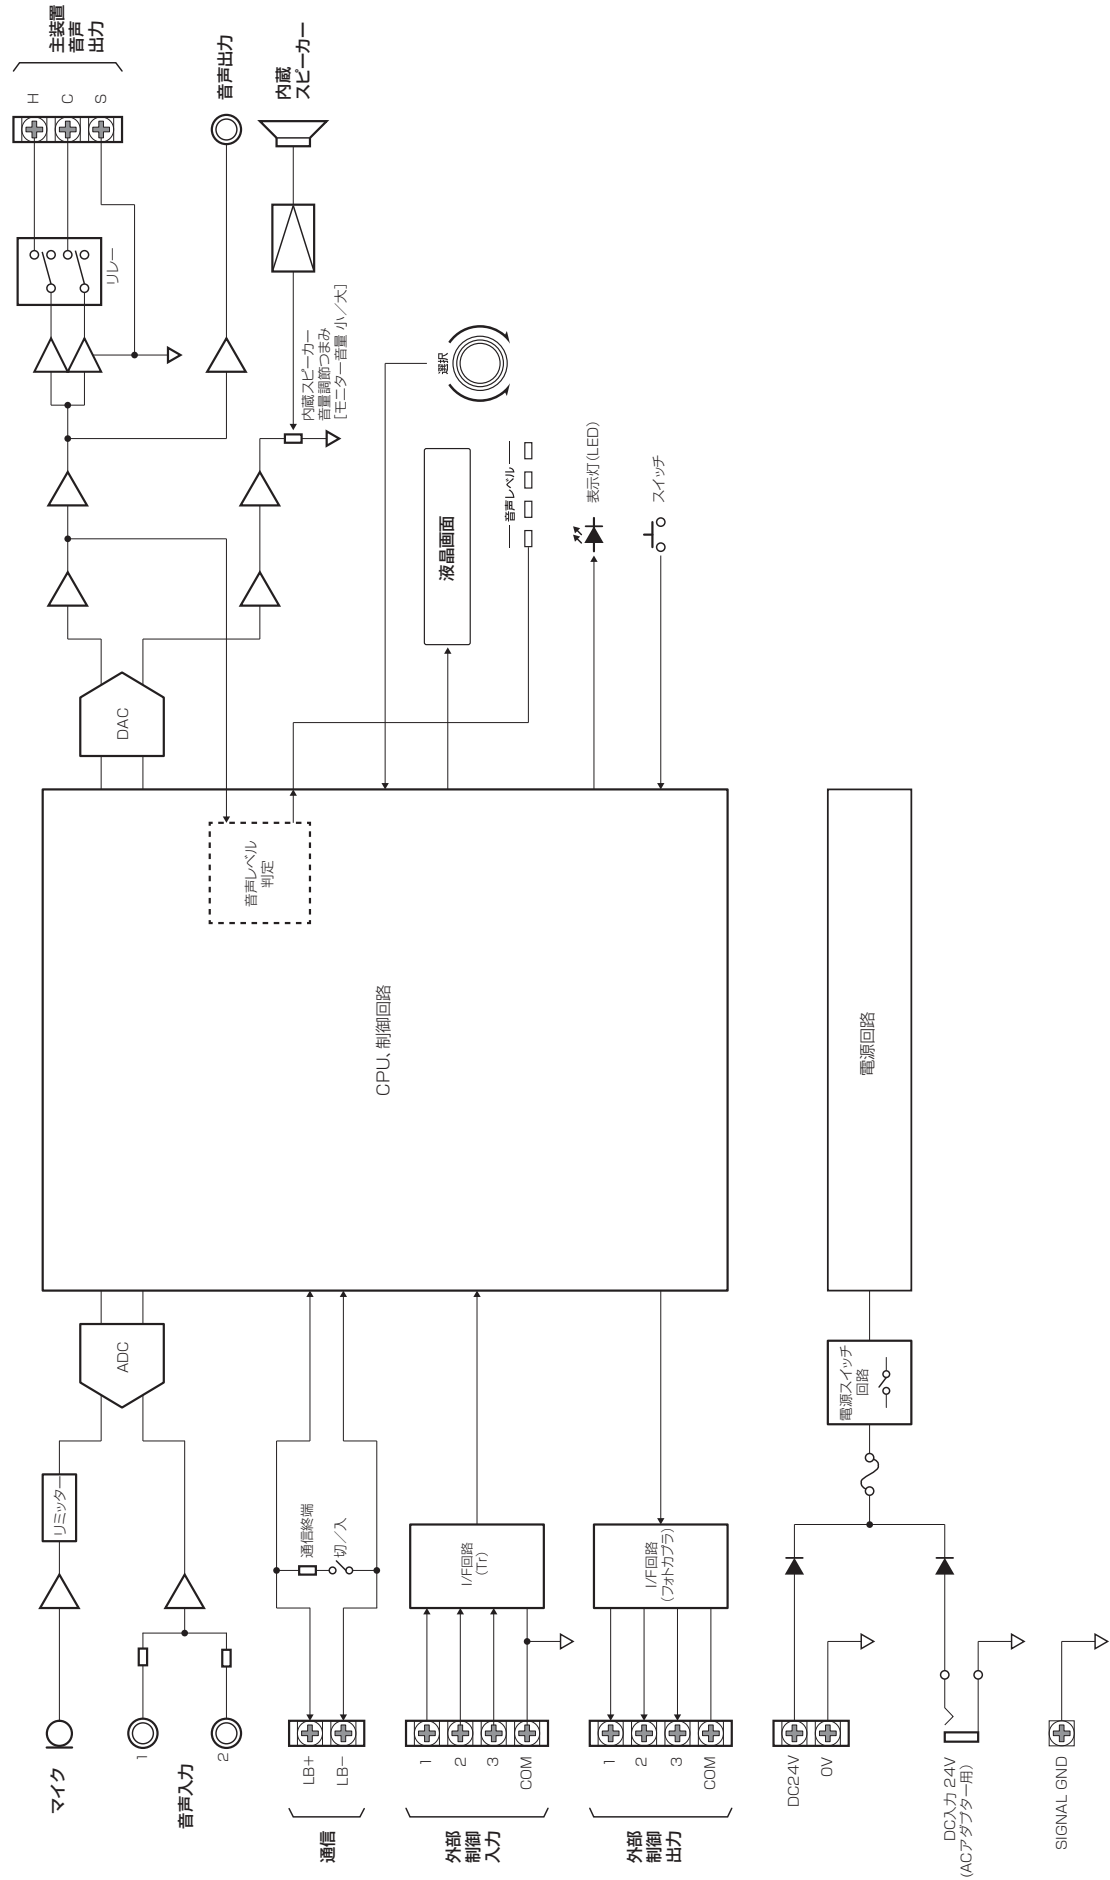 マイク
音声入力
1
2
リミッター
ADC
通信
LB+
LB−
通信終端
切／入
外部
制御
入力
1
2
3
COM
I/F回路
(Tr)
外部
制御
出力
1
2
3
COM
I/F回路
(フォトカプラ)
DC24V
0V
DC入力 24V
(ACアダプター用)
SIGNAL GND
電源スイッチ
回路
電源回路
CPU、制御回路
音声レベル
判定
DAC
リレー
主装置
音声
出力
H
C
S
音声出力
内蔵
スピーカー
内蔵スピーカー
音量調節つまみ
[モニター音量 小／大]
選択
液晶画面
音声レベル
表示灯(LED)
スイッチ